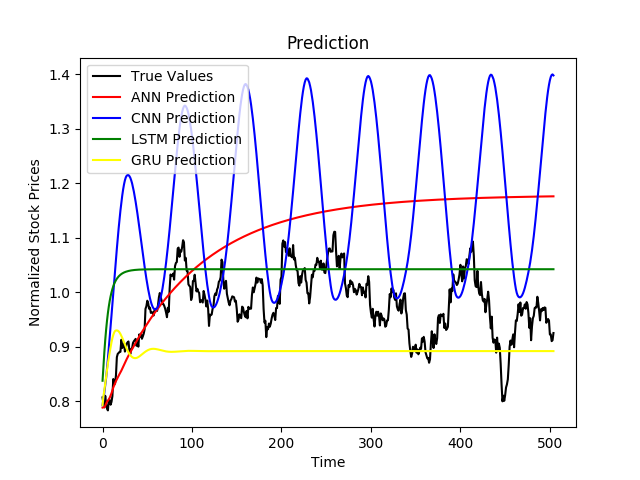 Prediction
True Values
ANN Prediction
CNN Prediction
LSTM Prediction
GRU Prediction
Normalized Stock Prices
1.4
1.3
1.2
1.1
1.0
0.9
0.8
0 100 200 300 400 500
Time